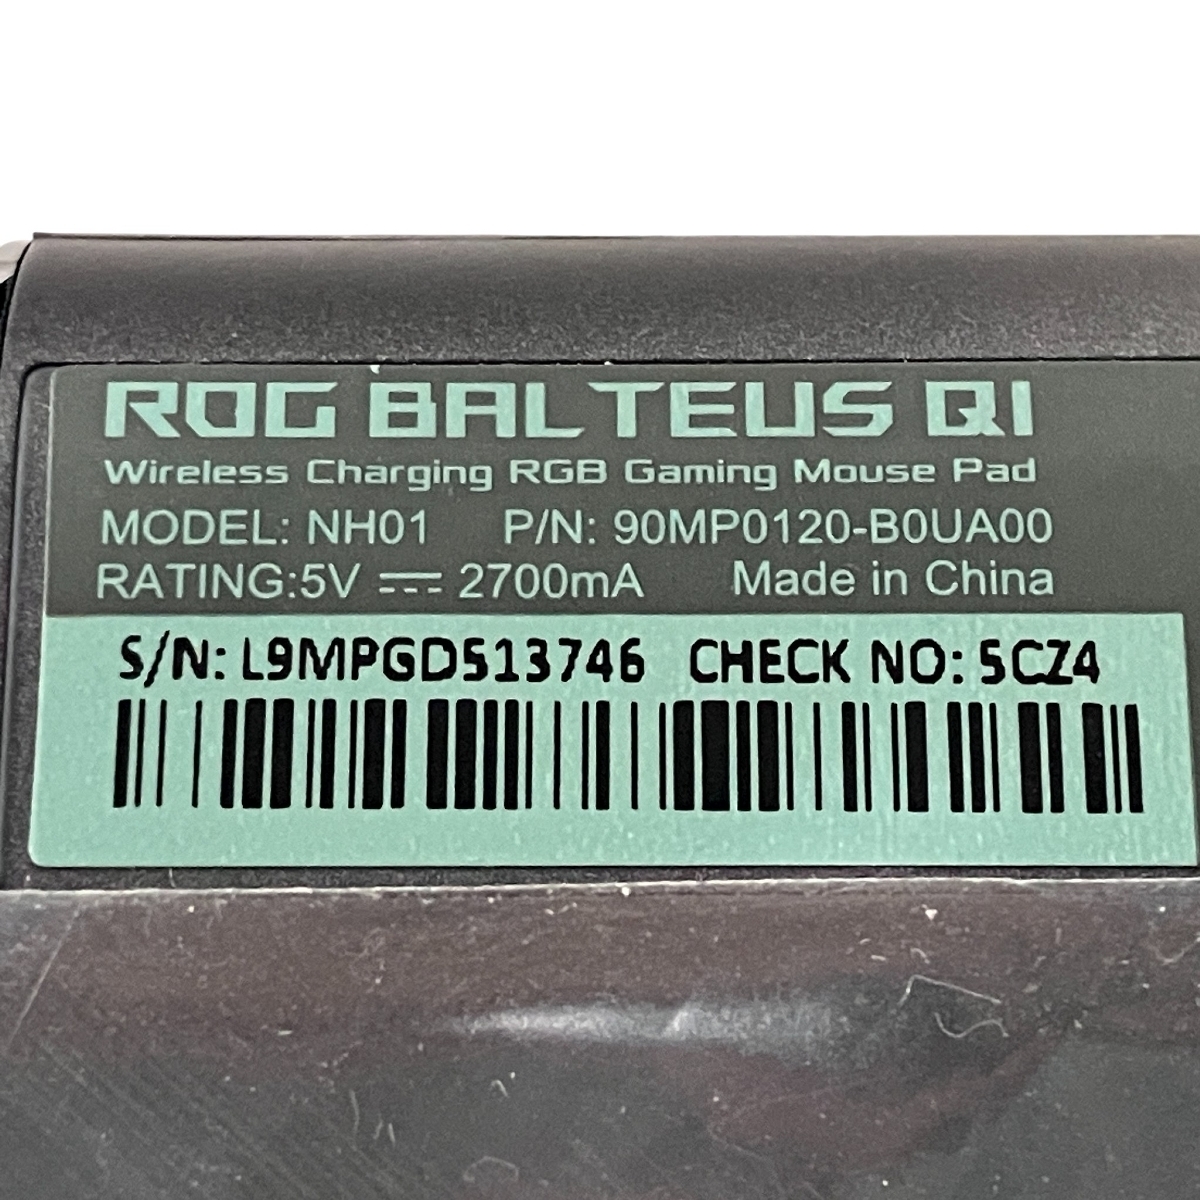 ROG BALTEUS QI
Wireless Charging RGB Gaming Mouse Pad
MODEL: NH01 P/N: 90MP0120-B0UA00
RATING:5V ⎓ 2700mA Made in China
S/N: L9MPGD513746 CHECK NO: 5CZ4